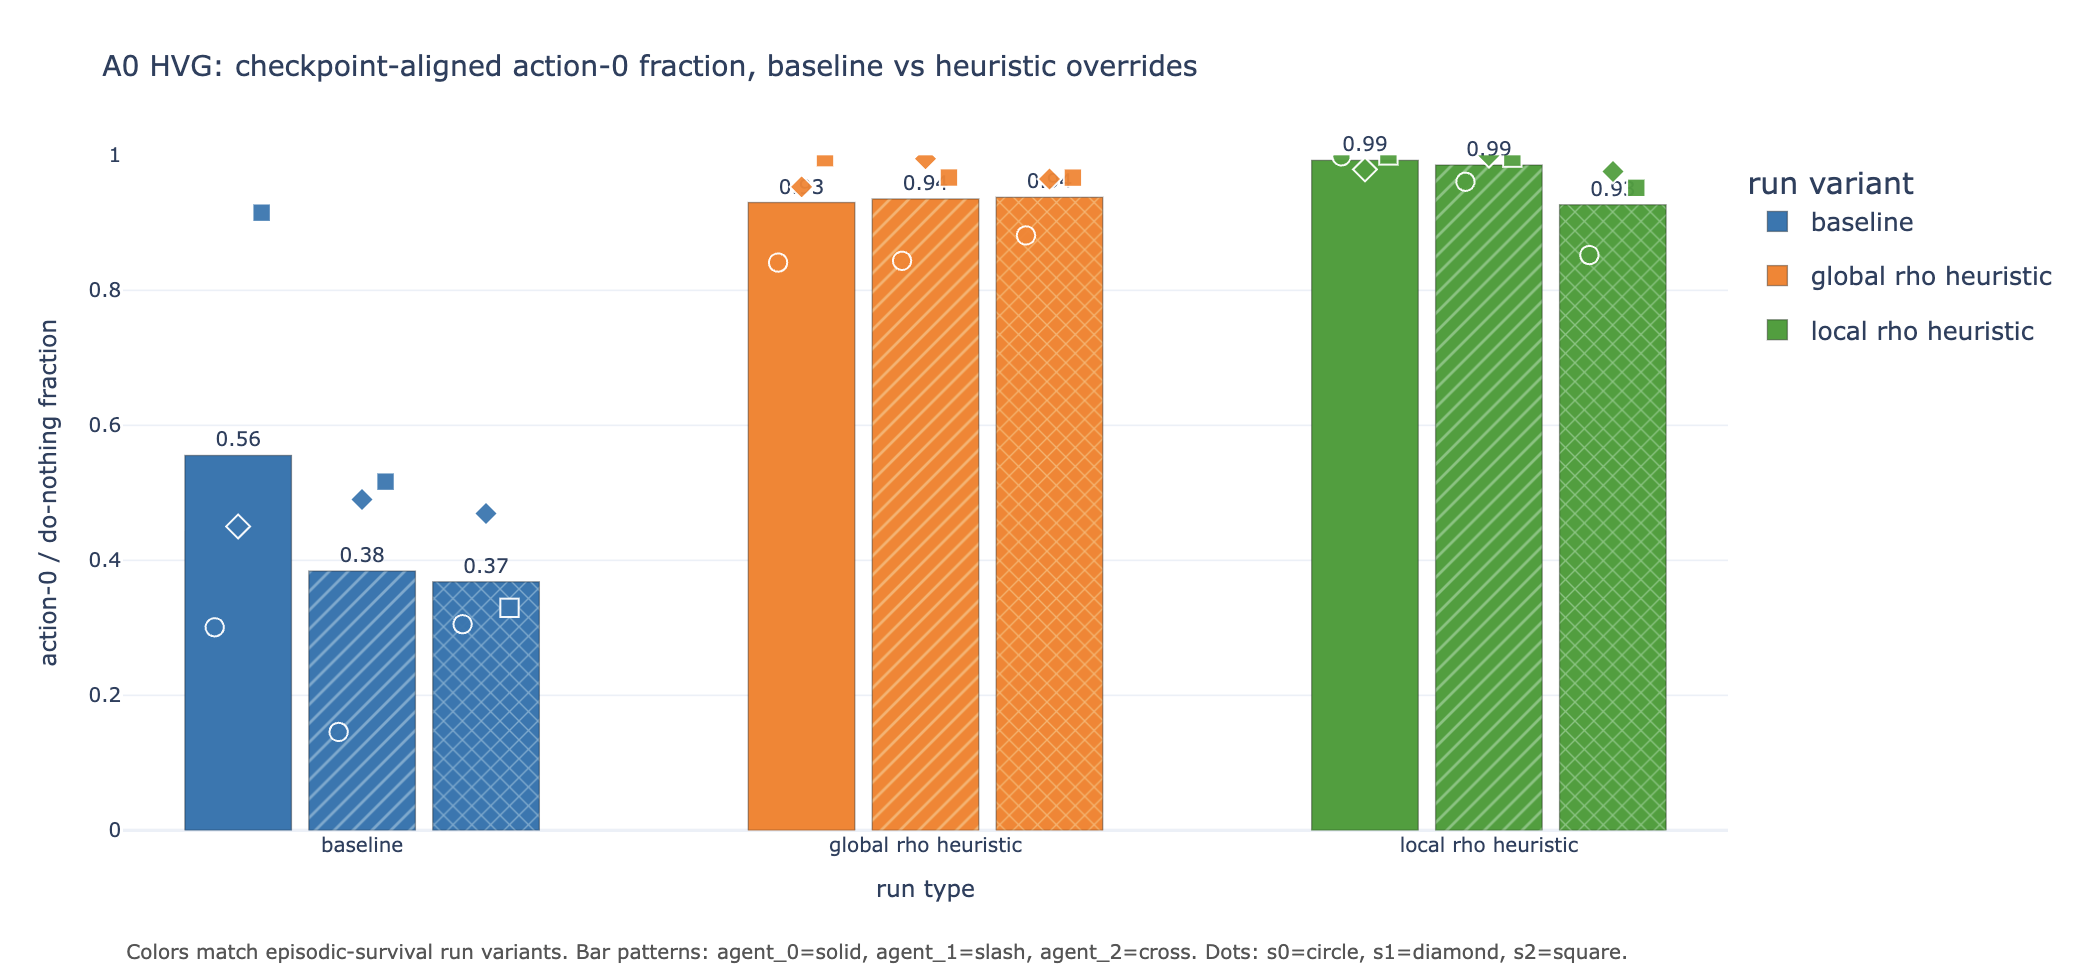 A0 HVG: checkpoint-aligned action-0 fraction, baseline vs heuristic overrides
action-0 / do-nothing fraction
1
0.8
0.6
0.4
0.2
0
0.56
0.38
0.37
0.94
0.99
0.99
baseline
global rho heuristic
local rho heuristic
run type
run variant
baseline
global rho heuristic
local rho heuristic
Colors match episodic-survival run variants. Bar patterns: agent_0=solid, agent_1=slash, agent_2=cross. Dots: s0=circle, s1=diamond, s2=square.